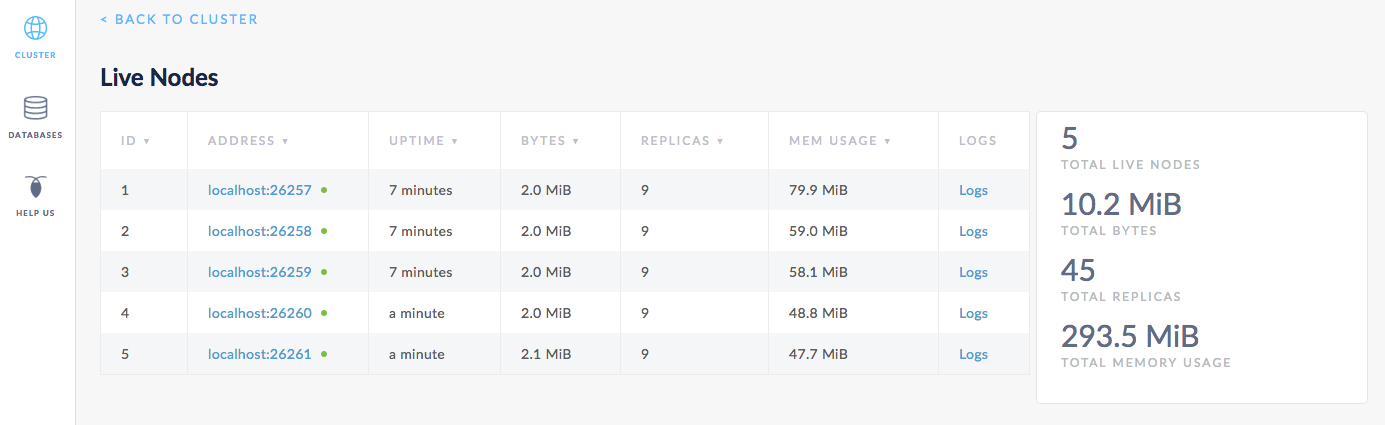 < BACK TO CLUSTER
CLUSTER
DATABASES
HELP US
Live Nodes
ID ▼ ADDRESS ▼ UPTIME ▼ BYTES ▼ REPLICAS ▼ MEM USAGE ▼ LOGS
1 localhost:26257 7 minutes 2.0 MiB 9 79.9 MiB Logs
2 localhost:26258 7 minutes 2.0 MiB 9 59.0 MiB Logs
3 localhost:26259 7 minutes 2.0 MiB 9 58.1 MiB Logs
4 localhost:26260 a minute 2.0 MiB 9 48.8 MiB Logs
5 localhost:26261 a minute 2.1 MiB 9 47.7 MiB Logs
5
TOTAL LIVE NODES
10.2 MiB
TOTAL BYTES
45
TOTAL REPLICAS
293.5 MiB
TOTAL MEMORY USAGE